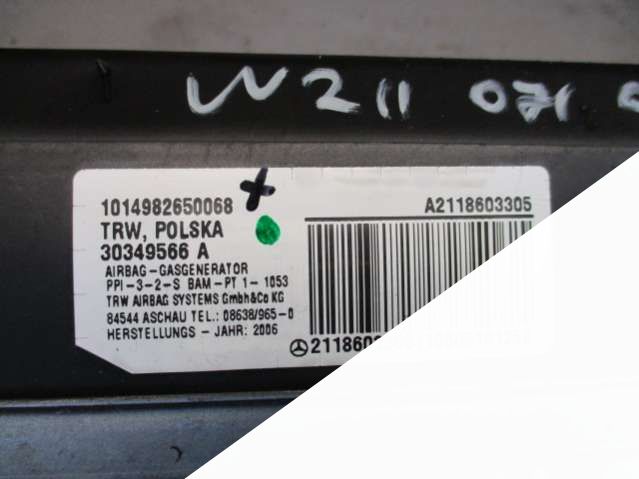 W211 071
1014982650068
A2118603305
TRW, POLSKA
30349566 A
AIRBAG-GASGENERATOR
PPI-3-2-S BAM-PT 1- 1053
TRW AIRBAG SYSTEMS GmbH&Co KG
84544 ASCHAU TEL.: 08638/965-0
HERSTELLUNGS - JAHR: 2006